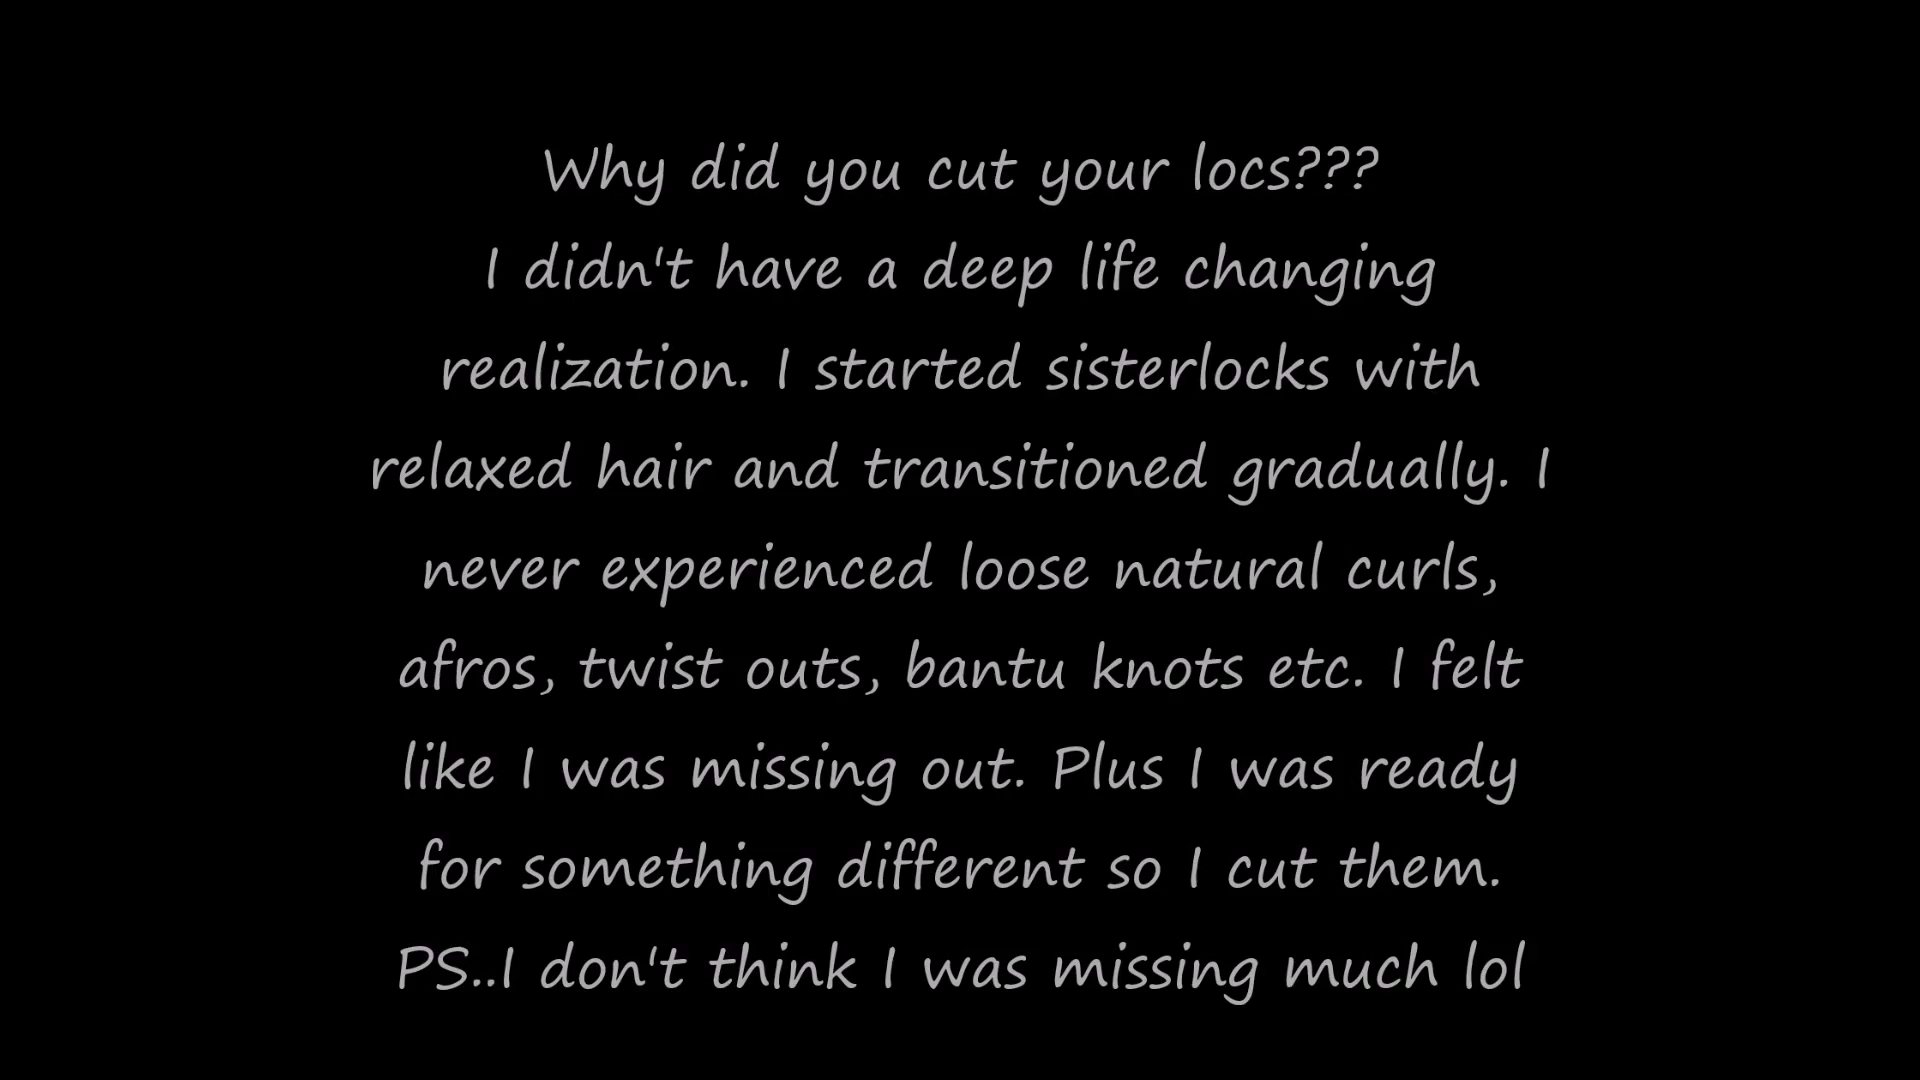 Why did you cut your locs???
I didn't have a deep life changing
realization. I started sisterlocks with
relaxed hair and transitioned gradually. I
never experienced loose natural curls,
afros, twist outs, bantu knots etc. I felt
like I was missing out. Plus I was ready
for something different so I cut them.
PS..I don't think I was missing much lol